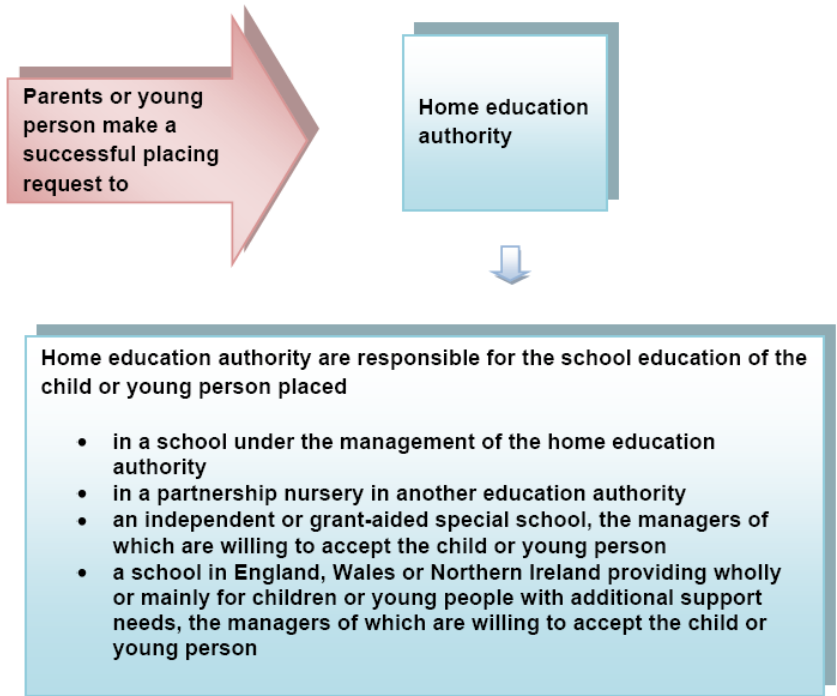 Parents or young
person make a
successful placing
request to
Home education
authority
Home education authority are responsible for the school education of the
child or young person placed
• in a school under the management of the home education
authority
• in a partnership nursery in another education authority
• an independent or grant-aided special school, the managers of
which are willing to accept the child or young person
• a school in England, Wales or Northern Ireland providing wholly
or mainly for children or young people with additional support
needs, the managers of which are willing to accept the child or
young person